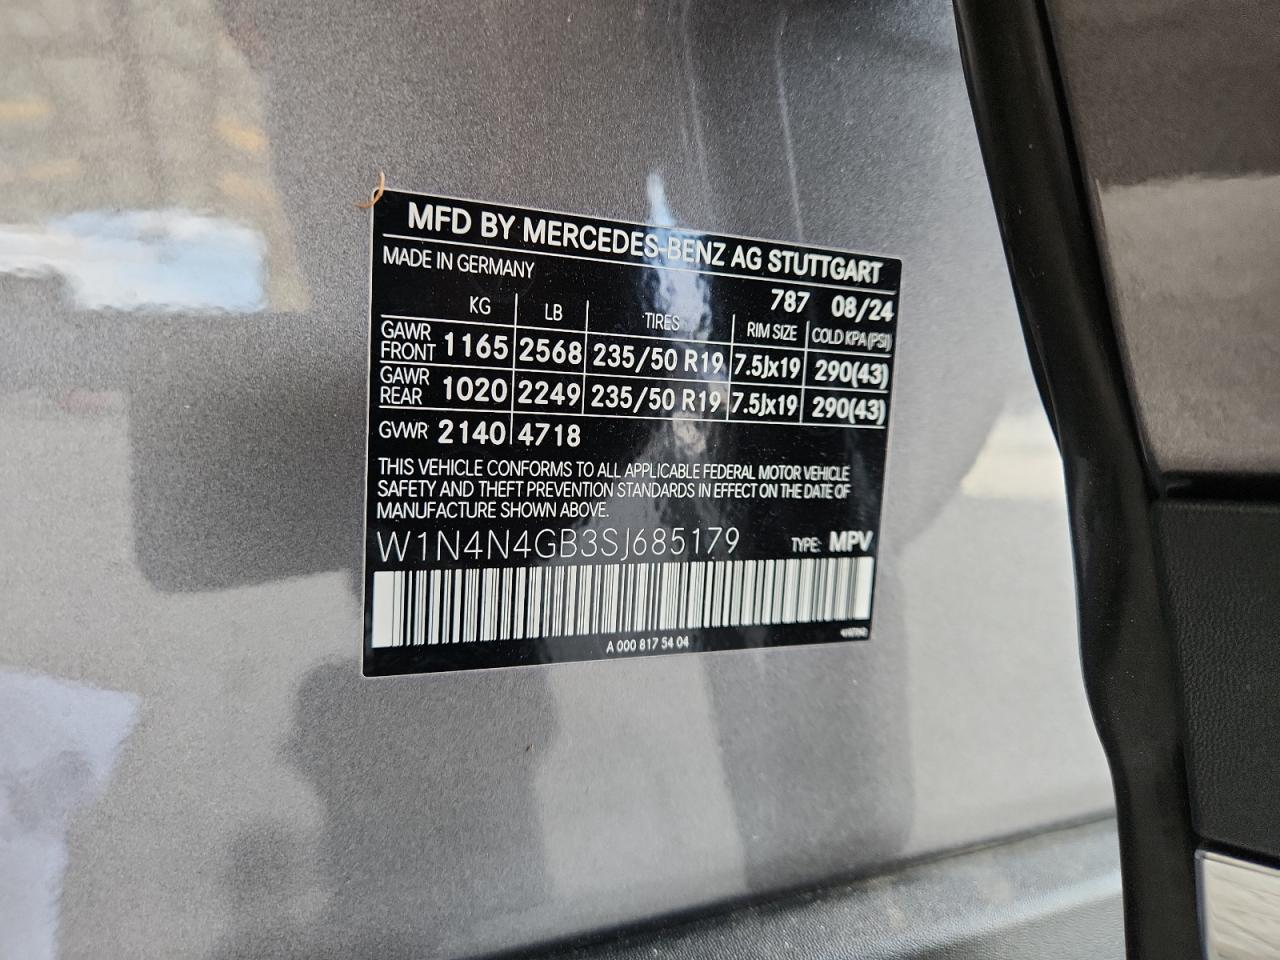 MFD BY MERCEDES-BENZ AG STUTTGART
MADE IN GERMANY
787 08/24
KG LB TIRES RIM SIZE COLD KPA(PSI)
GAWR FRONT 1165 2568 235/50 R19 7.5Jx19 290(43)
GAWR REAR 1020 2249 235/50 R19 7.5Jx19 290(43)
GVWR 2140 4718
THIS VEHICLE CONFORMS TO ALL APPLICABLE FEDERAL MOTOR VEHICLE
SAFETY AND THEFT PREVENTION STANDARDS IN EFFECT ON THE DATE OF
MANUFACTURE SHOWN ABOVE.
W1N4N4GB3SJ685179 TYPE: MPV
A 000 817 54 04